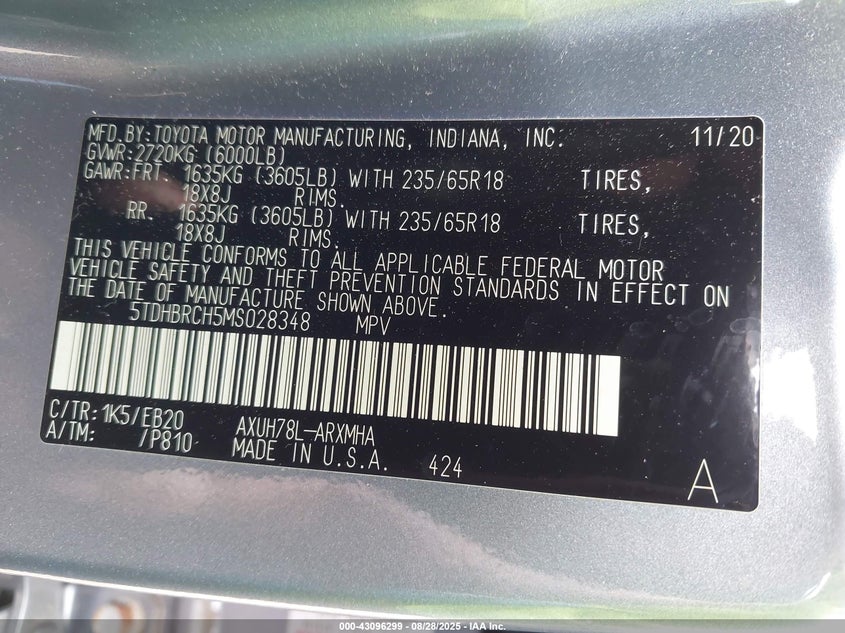 MFD.BY:TOYOTA MOTOR MANUFACTURING, INDIANA, INC. 11/20
GVWR:2720KG (6000LB)
GAWR:FRT. 1635KG (3605LB) WITH 235/65R18 TIRES,
18X8J RIMS.
RR. 1635KG (3605LB) WITH 235/65R18 TIRES,
18X8J RIMS.
THIS VEHICLE CONFORMS TO ALL APPLICABLE FEDERAL MOTOR
VEHICLE SAFETY AND THEFT PREVENTION STANDARDS IN EFFECT ON
THE DATE OF MANUFACTURE SHOWN ABOVE.
5TDHBRCH5MS028348 MPV
C/TR:1K5/EB20 AXUH78L-ARXMHA
A/TM: /P810 MADE IN U.S.A. 424 A
000-43096299 - 08/28/2025 - IAA Inc.